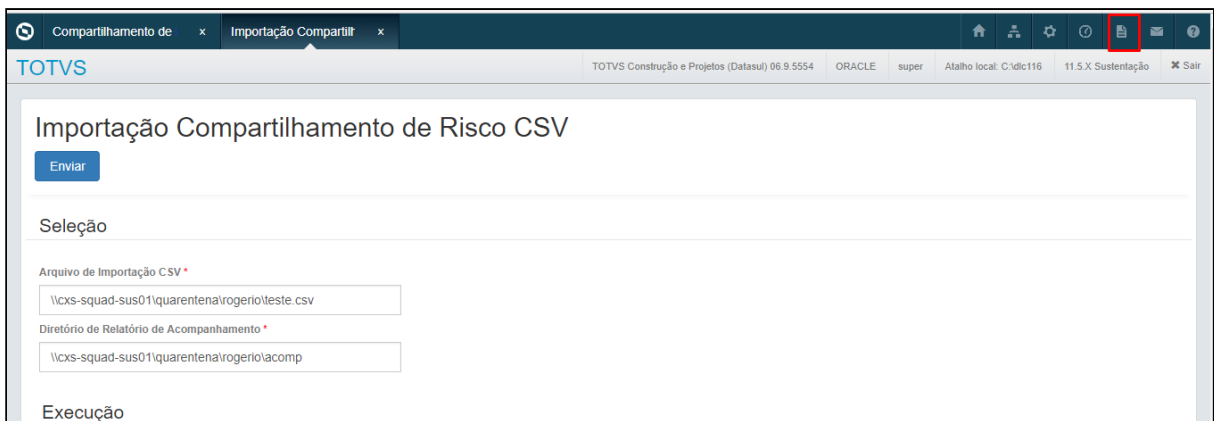 Compartilhamento de x Importação Compartilh x
TOTVS TOTVS Construção e Projetos (Datasul) 06.9.5554 ORACLE super Atalho local: C:\dlc116 11.5.X Sustentação ✖ Sair
Importação Compartilhamento de Risco CSV
Enviar
Seleção
Arquivo de Importação CSV *
\\cxs-squad-sus01\quarentena\rogerio\teste.csv
Diretório de Relatório de Acompanhamento *
\\cxs-squad-sus01\quarentena\rogerio\acomp
Execução